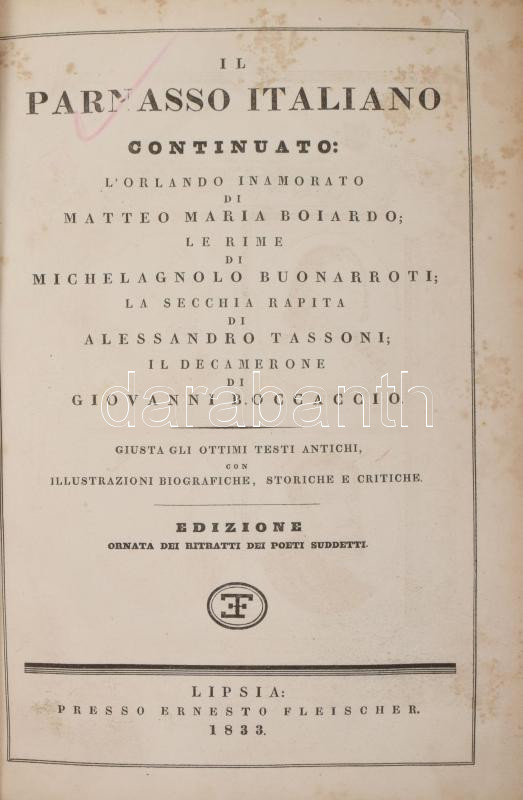 IL
PARNASSO ITALIANO
CONTINUATO:
L'ORLANDO INAMORATO
DI
MATTEO MARIA BOIARDO;
LE RIME
DI
MICHELAGNOLO BUONARROTI;
LA SECCHIA RAPITA
DI
ALESSANDRO TASSONI;
IL DECAMERONE
DI
GIOVANNI BOCCACCIO.
darabanth
GIUSTA GLI OTTIMI TESTI ANTICHI,
CON
ILLUSTRAZIONI BIOGRAFICHE, STORICHE E CRITICHE.
EDIZIONE
ORNATA DEI RITRATTI DEI POETI SUDDETTI.
LIPSIA:
PRESSO ERNESTO FLEISCHER.
1833.